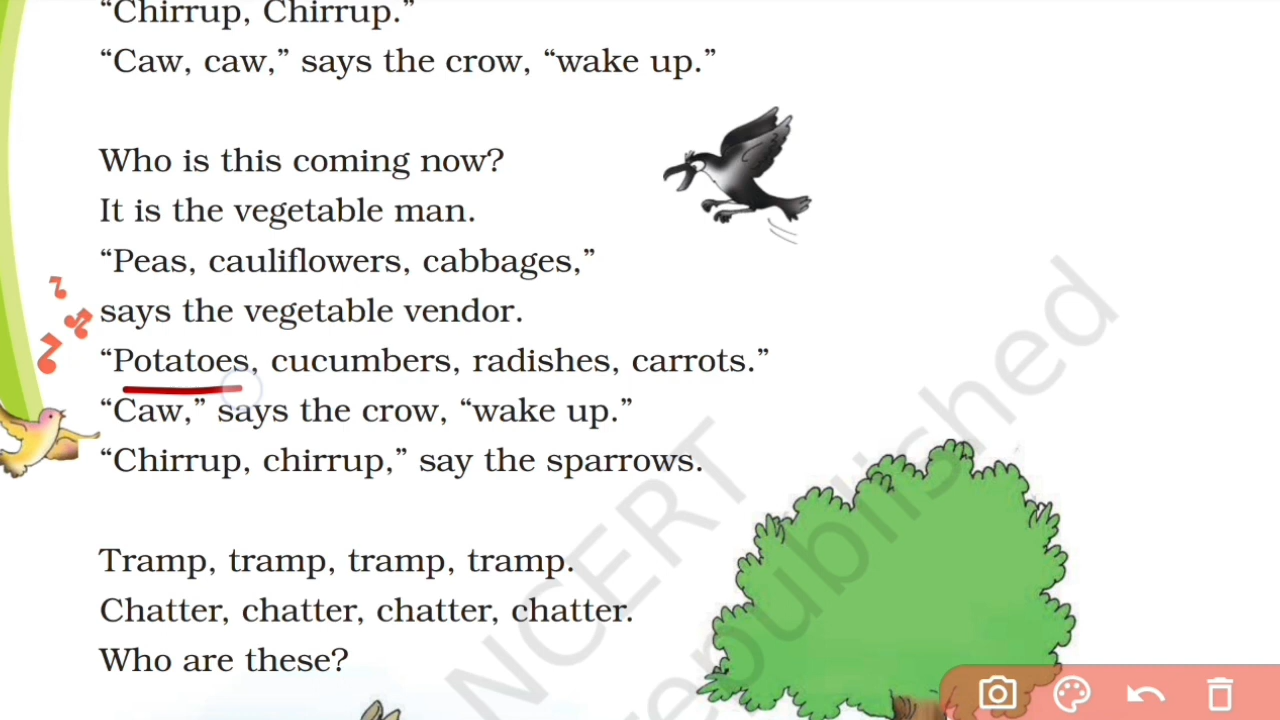 “Chirrup, Chirrup.”
“Caw, caw,” says the crow, “wake up.”
Who is this coming now?
It is the vegetable man.
“Peas, cauliflowers, cabbages,”
says the vegetable vendor.
“Potatoes, cucumbers, radishes, carrots.”
“Caw,” says the crow, “wake up.”
“Chirrup, chirrup,” say the sparrows.
Tramp, tramp, tramp, tramp.
Chatter, chatter, chatter, chatter.
Who are these?
NCERT
republished